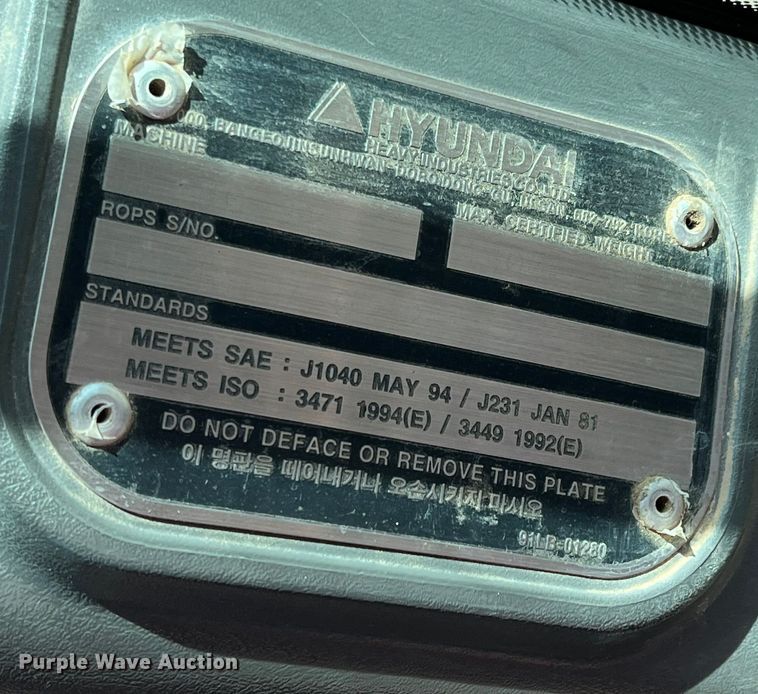 HYUNDAI
HEAVY INDUSTRIES CO., LTD.
MACHINE
MAX. CERTIFIED WEIGHT
ROPS S/NO.
STANDARDS
MEETS SAE : J1040 MAY 94 / J231 JAN 81
MEETS ISO : 3471 1994(E) / 3449 1992(E)
DO NOT DEFACE OR REMOVE THIS PLATE
이 명판을 떼어내거나 오손시키지마시오
91LB-01280
Purple Wave Auction